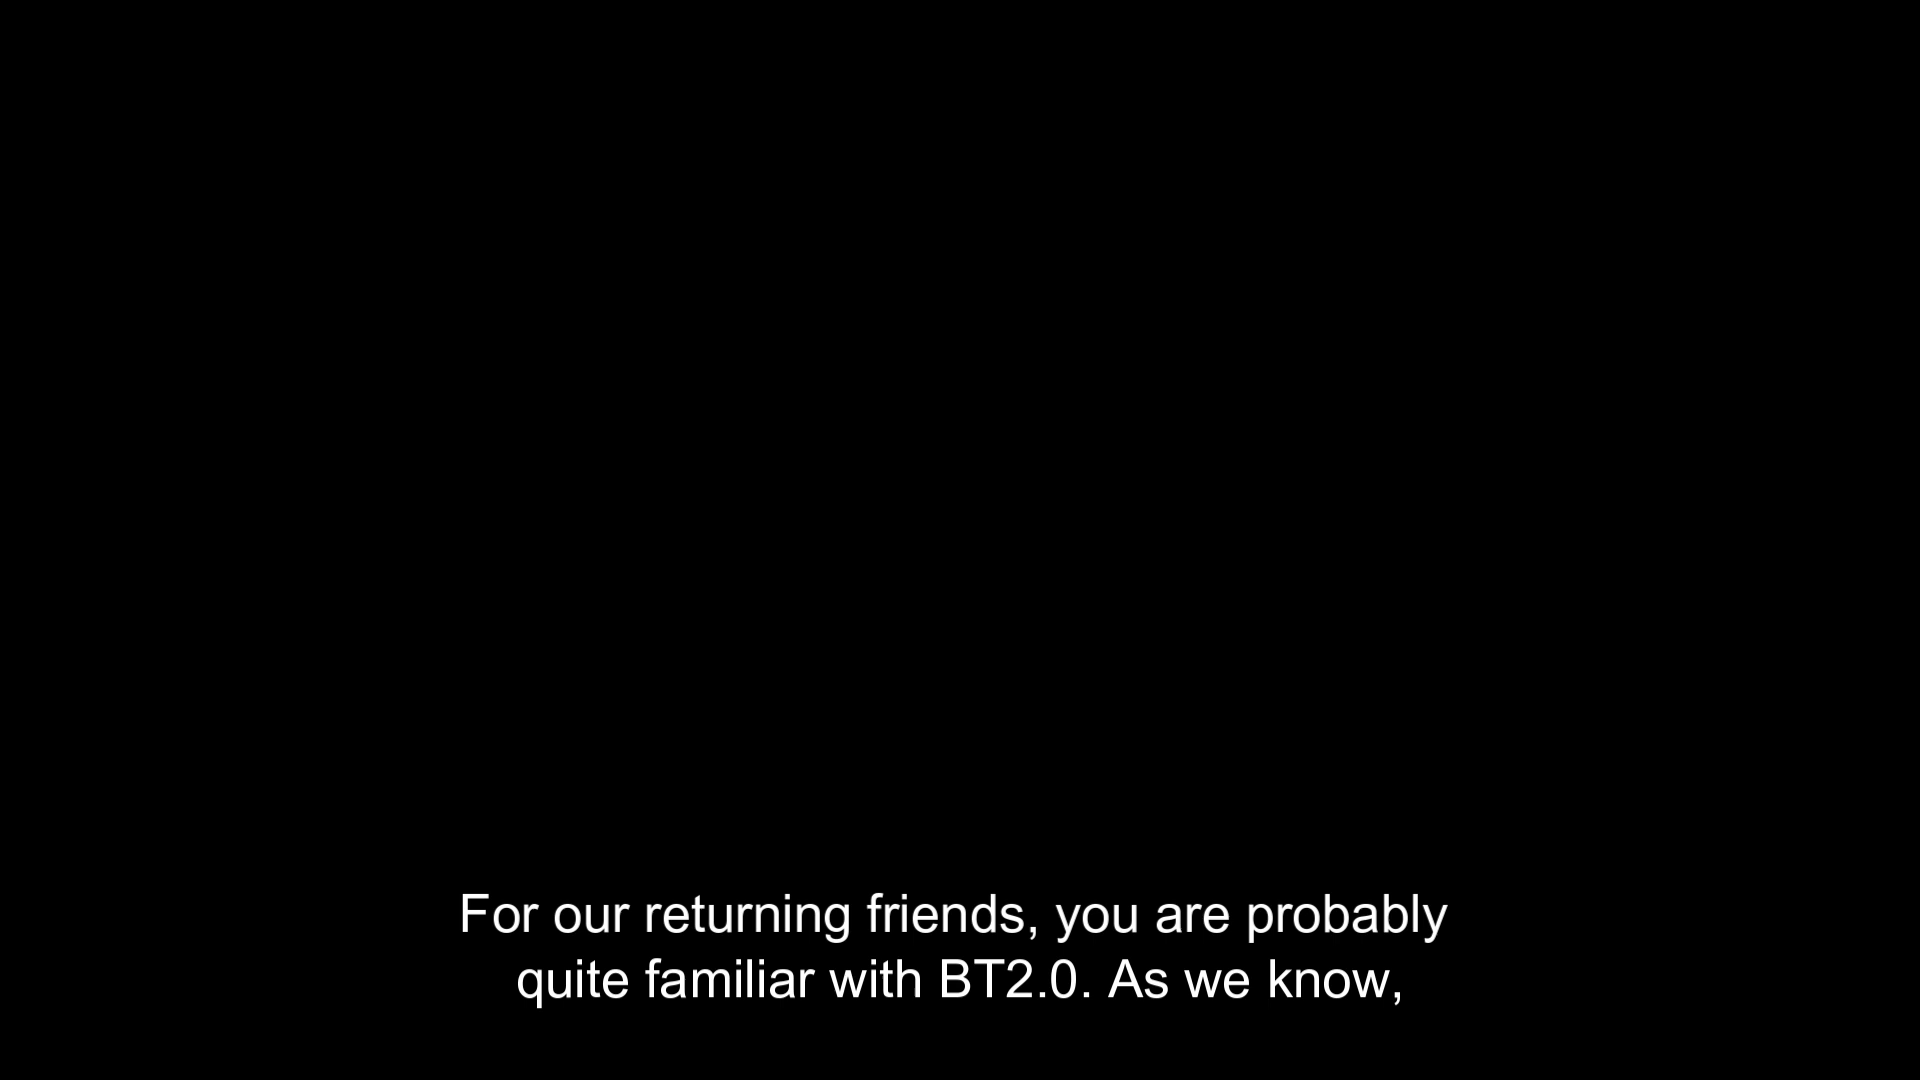 For our returning friends, you are probably
quite familiar with BT2.0. As we know,